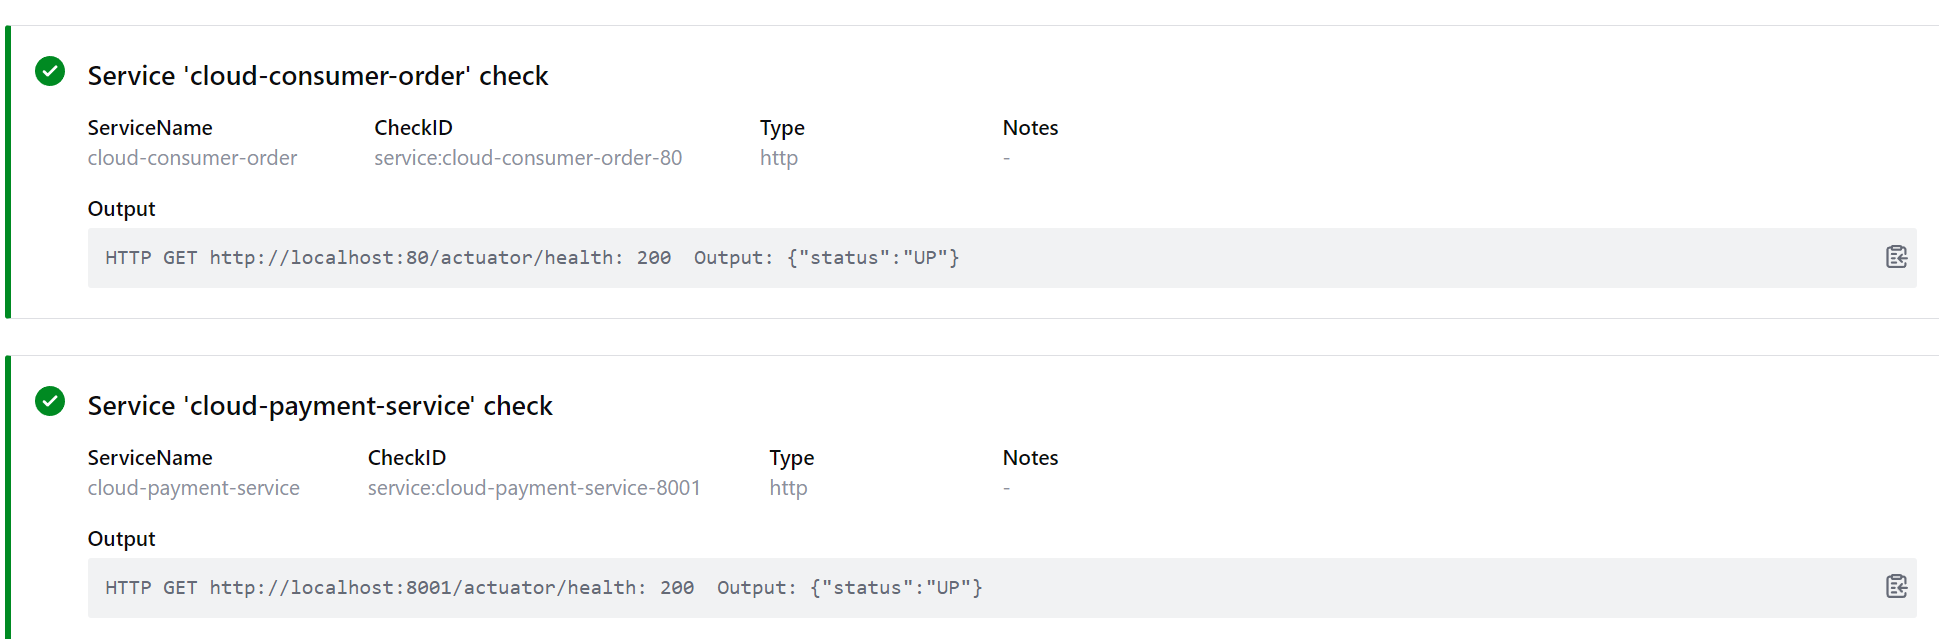 Service 'cloud-consumer-order' check
ServiceName CheckID Type Notes
cloud-consumer-order service:cloud-consumer-order-80 http -
Output
HTTP GET http://localhost:80/actuator/health: 200  Output: {"status":"UP"}
Service 'cloud-payment-service' check
ServiceName CheckID Type Notes
cloud-payment-service service:cloud-payment-service-8001 http -
Output
HTTP GET http://localhost:8001/actuator/health: 200  Output: {"status":"UP"}